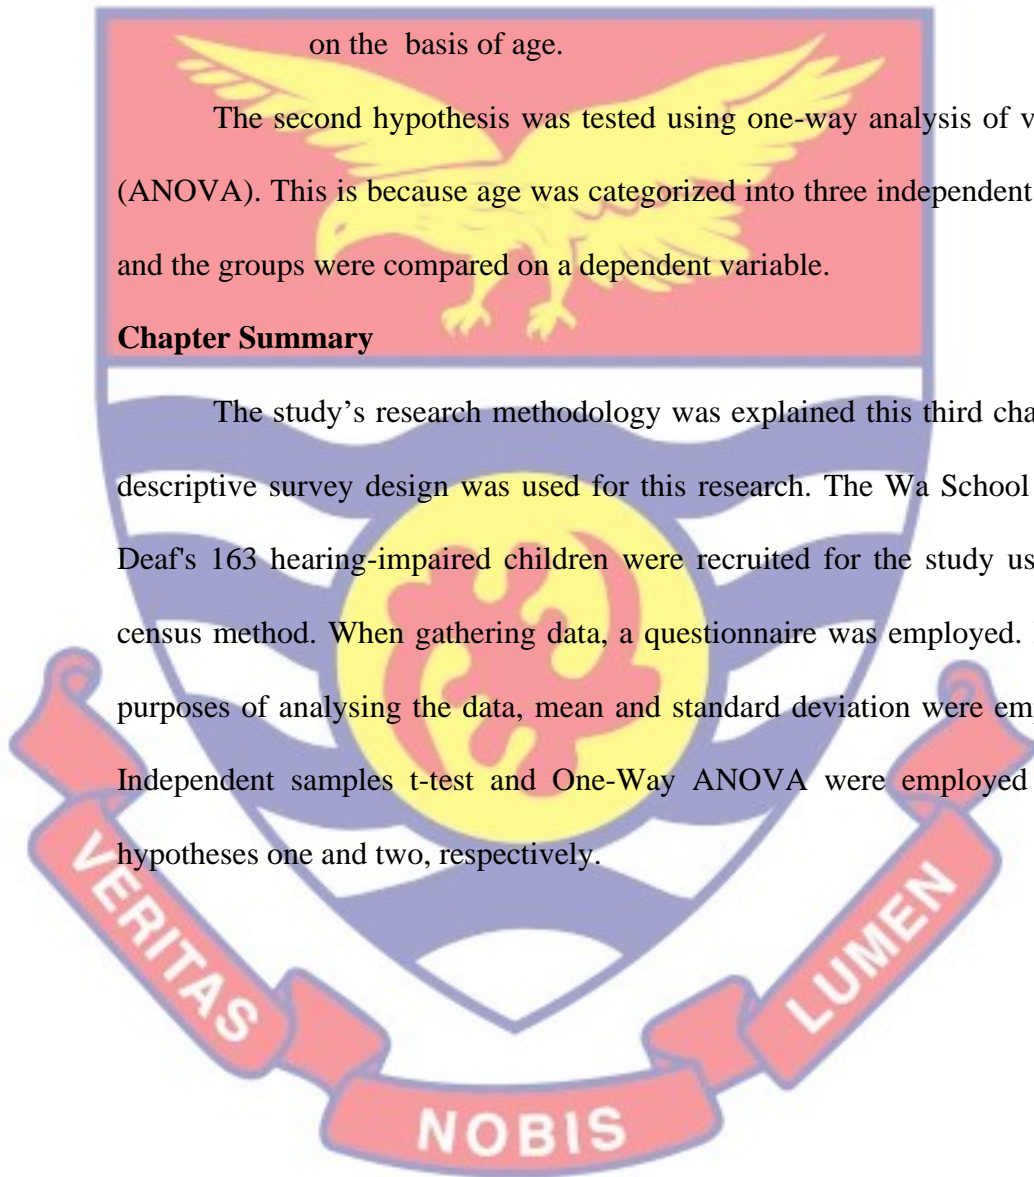 on the basis of age.
The second hypothesis was tested using one-way analysis of v
(ANOVA). This is because age was categorized into three independent
and the groups were compared on a dependent variable.
Chapter Summary
The study’s research methodology was explained this third cha
descriptive survey design was used for this research. The Wa School
Deaf's 163 hearing-impaired children were recruited for the study us
census method. When gathering data, a questionnaire was employed.
purposes of analysing the data, mean and standard deviation were em
Independent samples t-test and One-Way ANOVA were employed
hypotheses one and two, respectively.
VERITAS
NOBIS
LUMEN